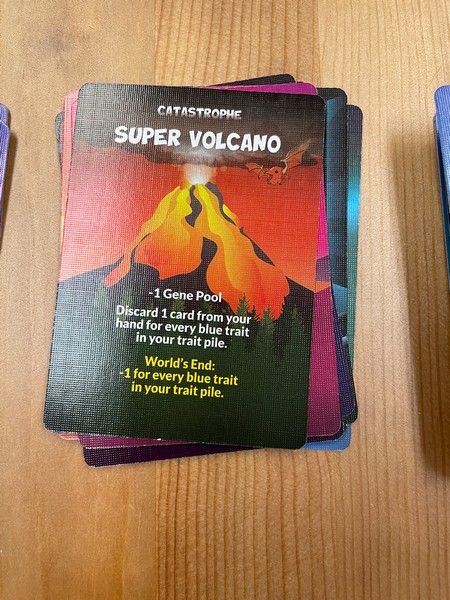 CATASTROPHE
SUPER VOLCANO
-1 Gene Pool
Discard 1 card from your
hand for every blue trait
in your trait pile.
World's End:
-1 for every blue trait
in your trait pile.